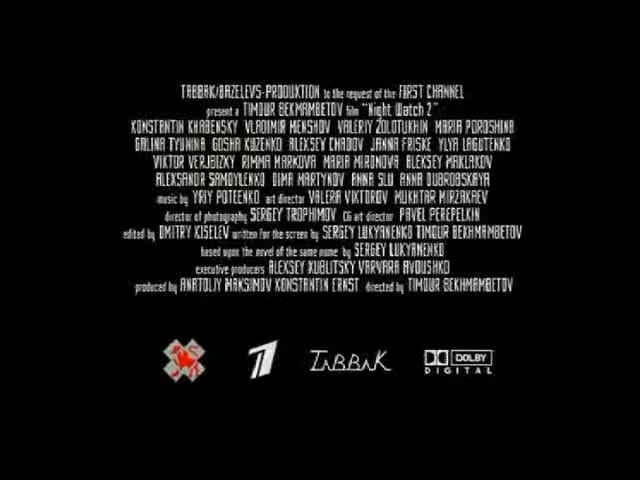 TABBAK/BAZELEVS-PRODUKTION to the request of the FIRST CHANNEL
present a TIMOUR BEKMAMBETOV film "Night Watch 2"
KONSTANTIN KHABENSKY VLADIMIR MENSHOV VALERIY ZOLOTUKHIN MARIA POROSHINA
GALINA TYUNINA GOSHA KUZENKO ALEKSEY CHADOV JANNA FRISKE YLYA LAGUTENKO
VIKTOR VERJBIZKY RIMMA MARKOVA MARIA MIRONOVA ALEKSEY MAKLAKOV
ALEKSANDR SAMOYLENKO DIMA MARTYNOV ANNA SLU ANNA DUBROBSKAYA
music by YRIY POTEENKO art director VALERA VIKTOROV MUKHTAR MIRZAKAEV
director of photography SERGEY TROPHIMOV CG art director PAVEL PEREPELKIN
edited by DMITRY KISELEV written for the screen by SERGEY LUKYANENKO TIMOUR BEKHMAMBETOV
based upon the novel of the same name by SERGEY LUKYANENKO
executive producers ALEKSEY KUBLITSKY VARVARA AVDUSHKO
produced by ANATOLIY MAKSIMOV KONSTANTIN ERNST directed by TIMOUR BEKHMAMBETOV
TABBAK DOLBY
DIGITAL